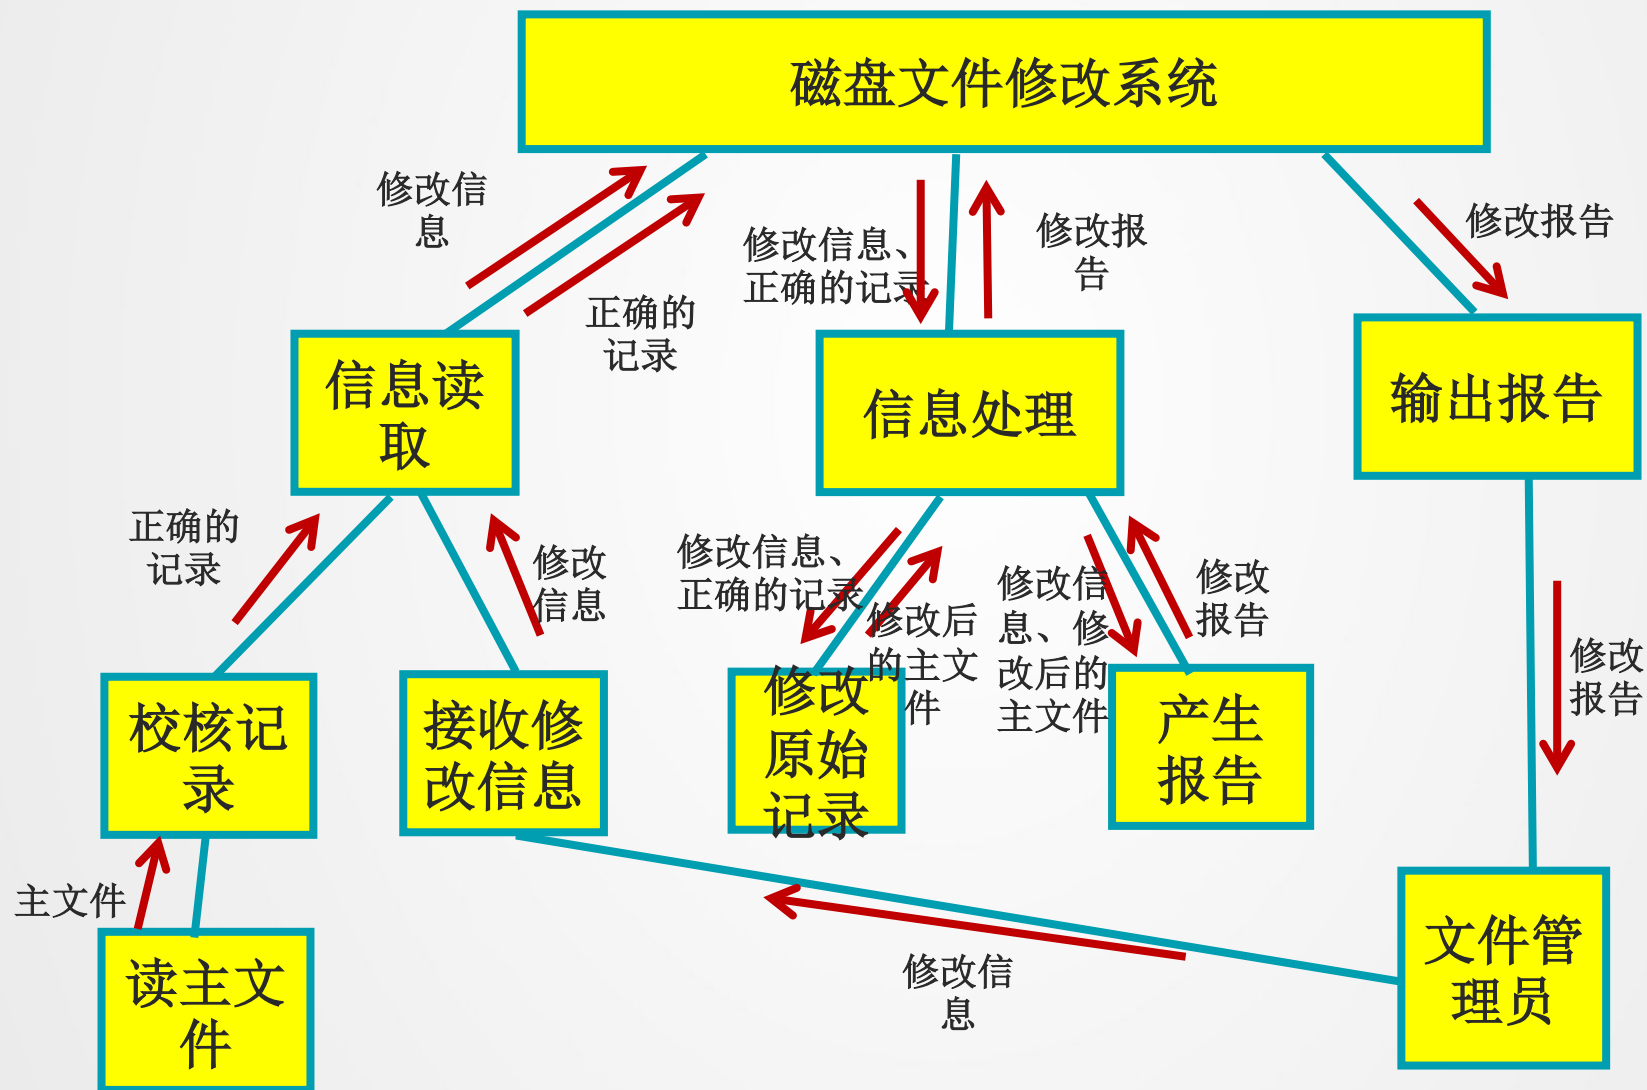 磁盘文件修改系统
修改信
息
正确的
记录
修改信息、
正确的记录
修改报
告
修改报告
信息读
取
信息处理
输出报告
正确的
记录
修改
信息
修改信息、
正确的记录
修改后
的主文
件
修改信
息、修
改后的
主文件
修改
报告
修改
报告
校核记
录
接收修
改信息
修改
原始
记录
产生
报告
主文件
读主文
件
修改信
息
文件管
理员